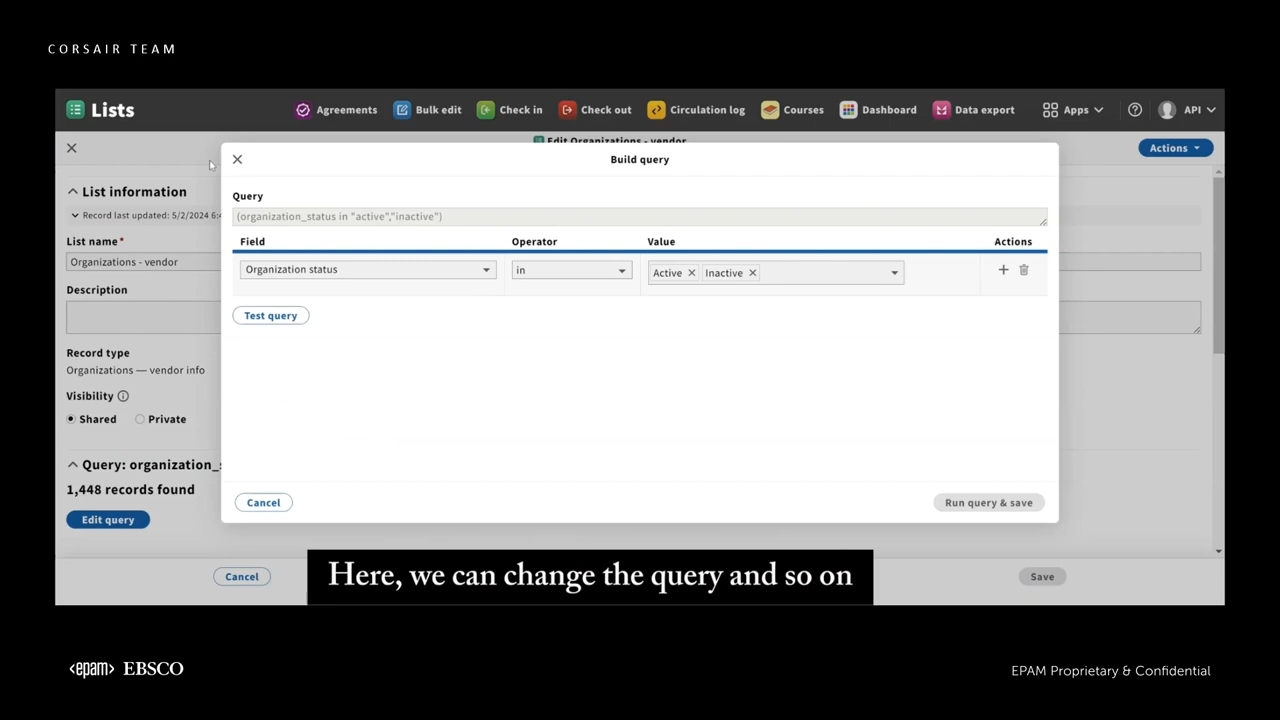 CORSAIR TEAM
Lists
Agreements
Bulk edit
Check in
Check out
Circulation log
Courses
Dashboard
Data export
Apps
API
Edit Organizations - vendor
Actions
Build query
List information
Record last updated: 5/2/2024 6:4
List name*
Organizations - vendor
Description
Record type
Organizations — vendor info
Visibility
Shared
Private
Query: organization_s
1,448 records found
Edit query
Query
(organization_status in "active","inactive")
Field
Operator
Value
Actions
Organization status
in
Active
Inactive
Test query
Cancel
Run query & save
Cancel
Save
Here, we can change the query and so on
<epam> EBSCO
EPAM Proprietary & Confidential